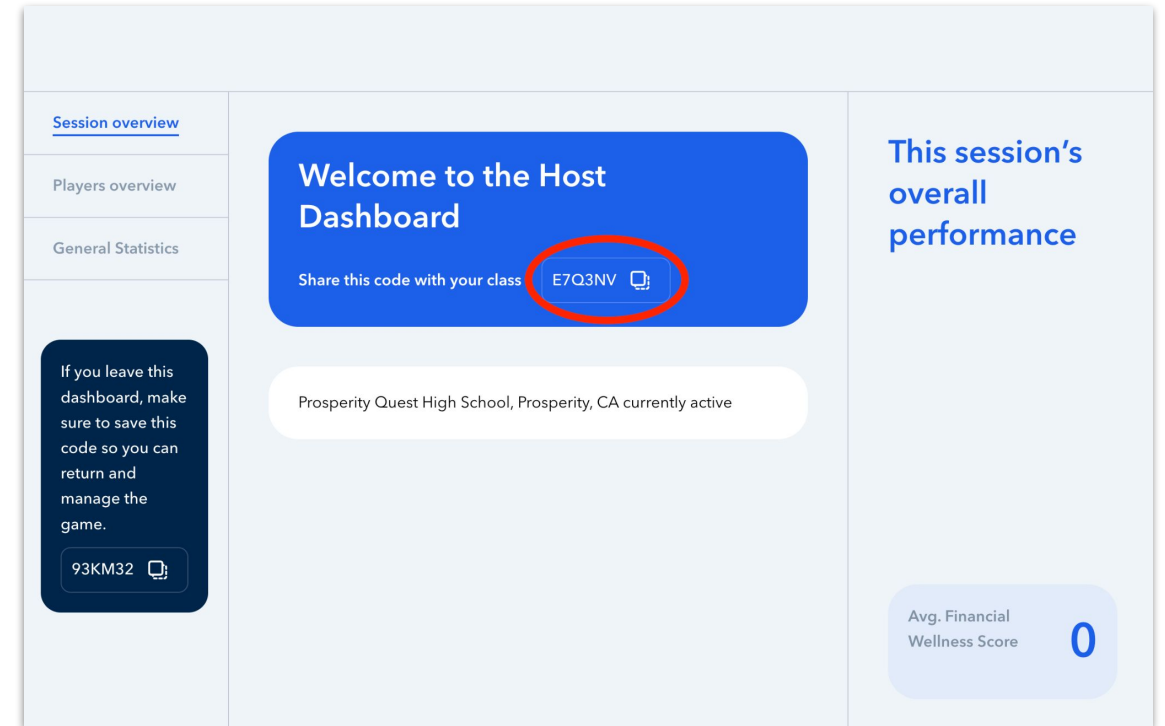 Session overview
Players overview
General Statistics
If you leave this
dashboard, make
sure to save this
code so you can
return and
manage the
game.
93KM32
Welcome to the Host
Dashboard
Share this code with your class
E7Q3NV
Prosperity Quest High School, Prosperity, CA currently active
This session's
overall
performance
Avg. Financial
Wellness Score
0